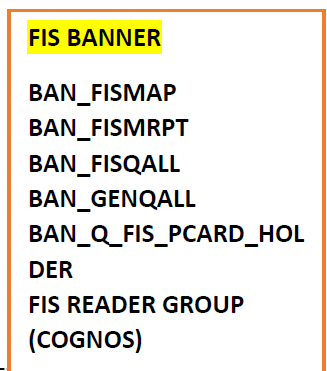 FIS BANNER
BAN_FISMAP
BAN_FISMRPT
BAN_FISQALL
BAN_GENQALL
BAN_Q_FIS_PCARD_HOL
DER
FIS READER GROUP
(COGNOS)